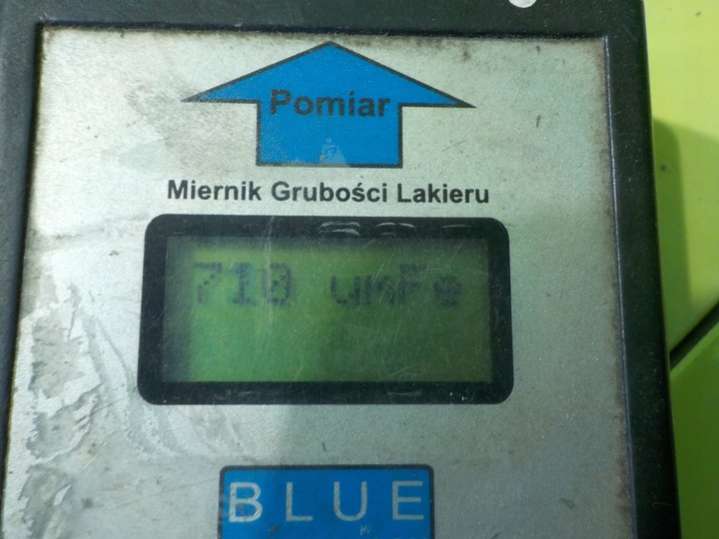 Pomiar
Miernik Grubości Lakieru
710 umFe
BLUE